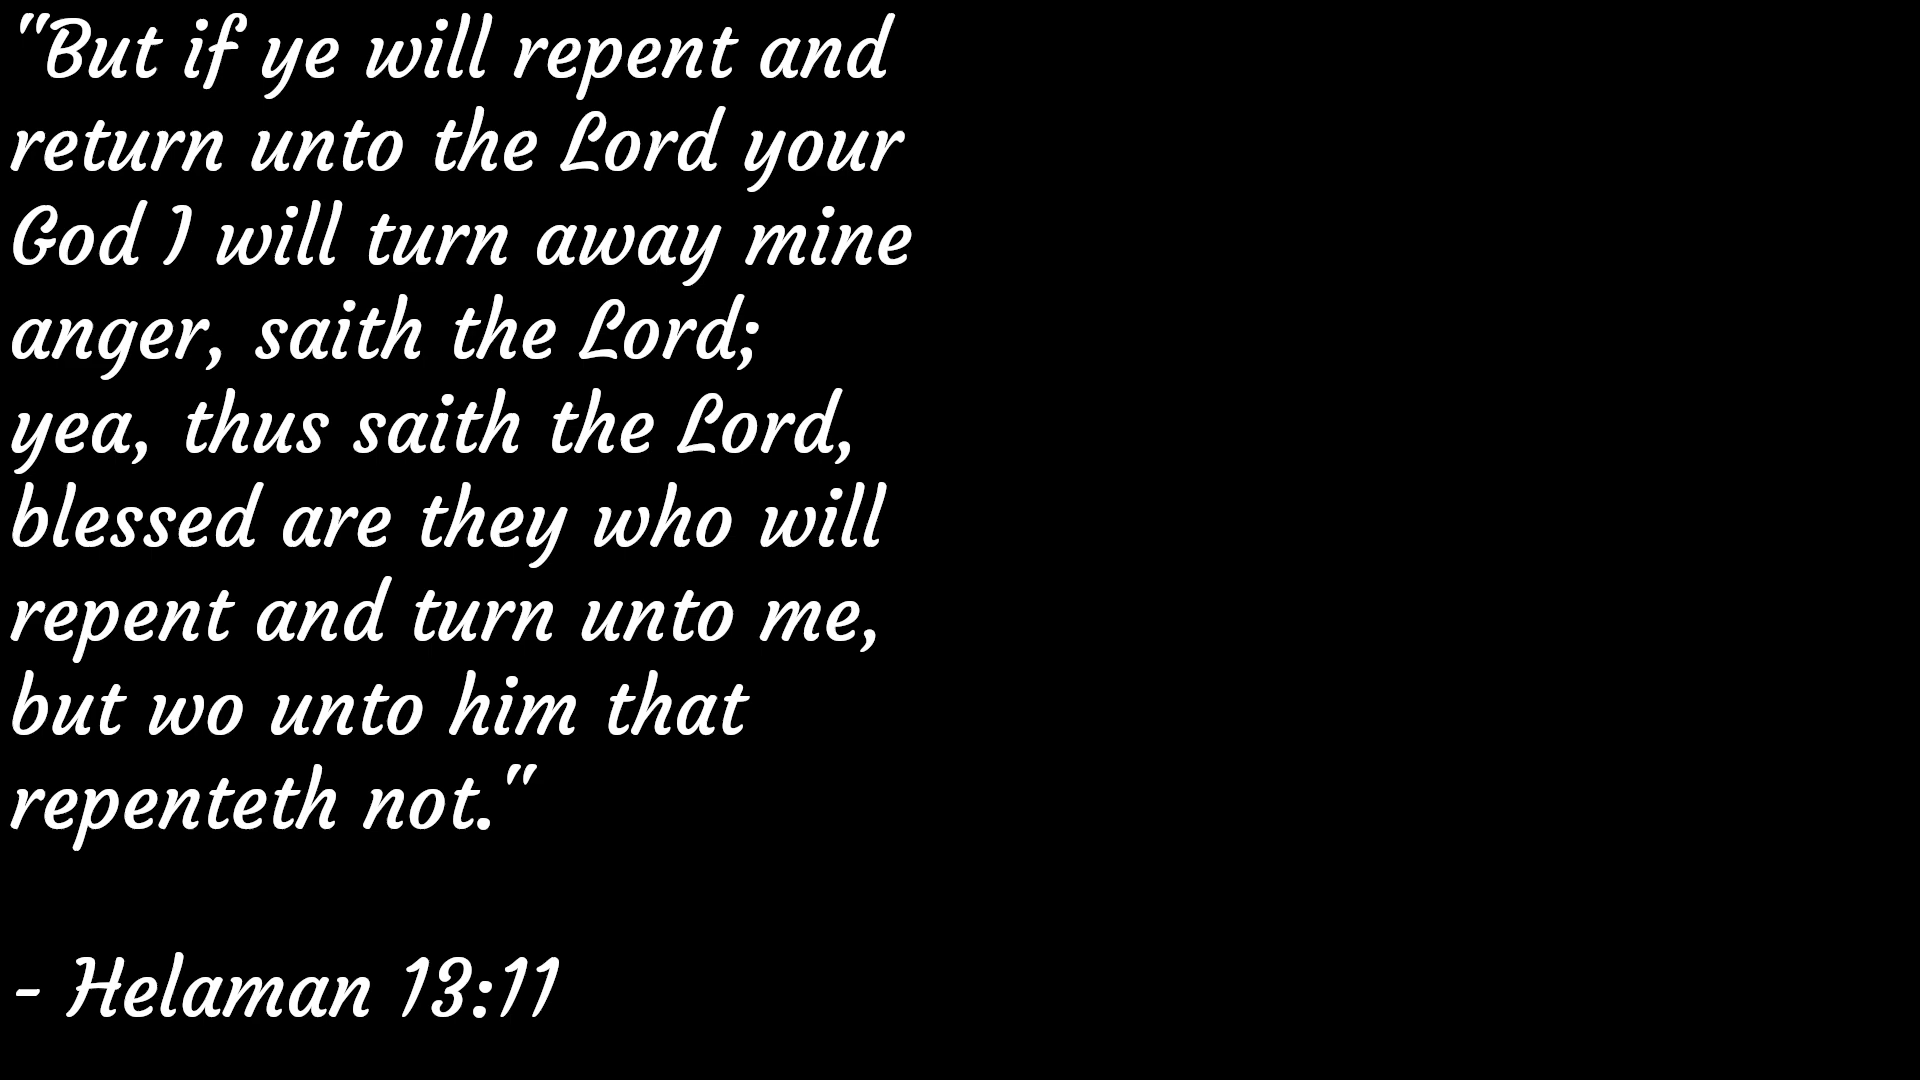 "But if ye will repent and
return unto the Lord your
God I will turn away mine
anger, saith the Lord;
yea, thus saith the Lord,
blessed are they who will
repent and turn unto me,
but wo unto him that
repenteth not."
- Helaman 13:11